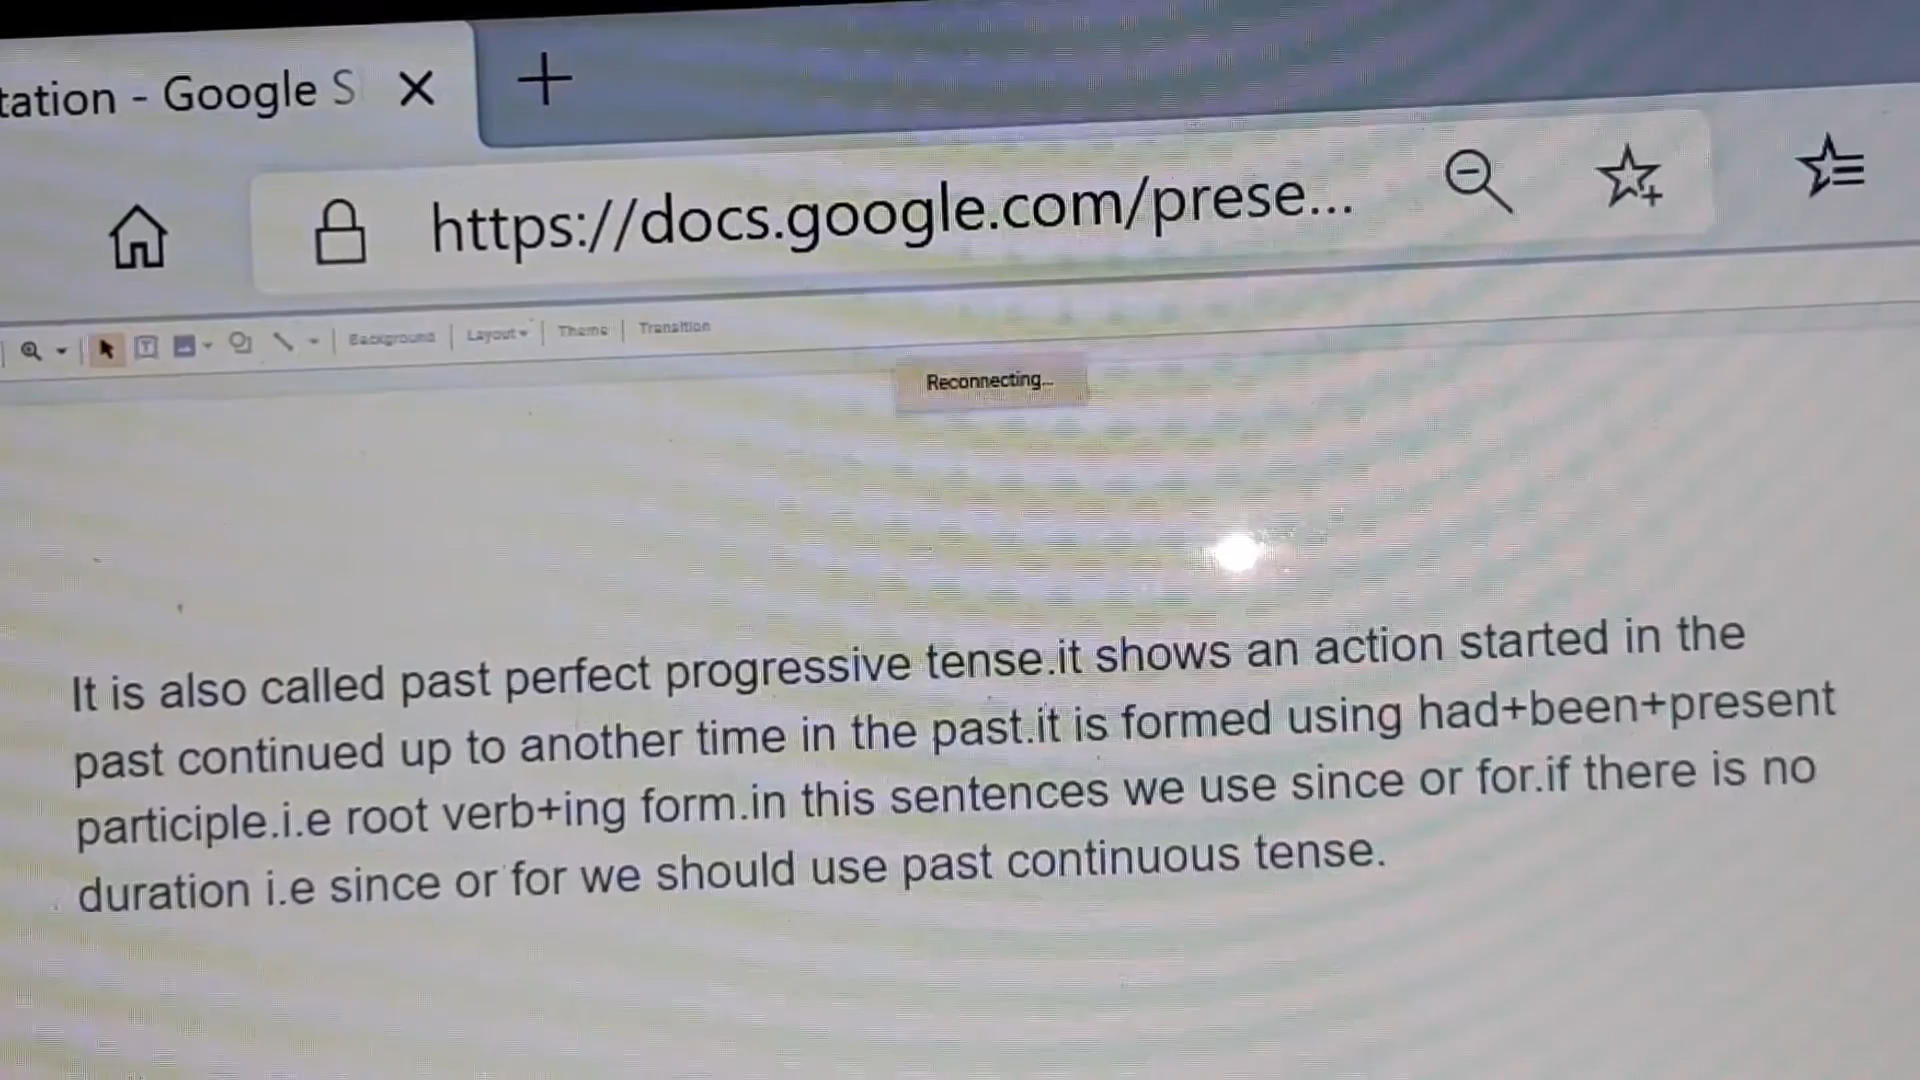 tation - Google S
https://docs.google.com/prese...
Background Layout Theme Transition
Reconnecting...
It is also called past perfect progressive tense.it shows an action started in the
past continued up to another time in the past.it is formed using had+been+present
participle.i.e root verb+ing form.in this sentences we use since or for.if there is no
duration i.e since or for we should use past continuous tense.